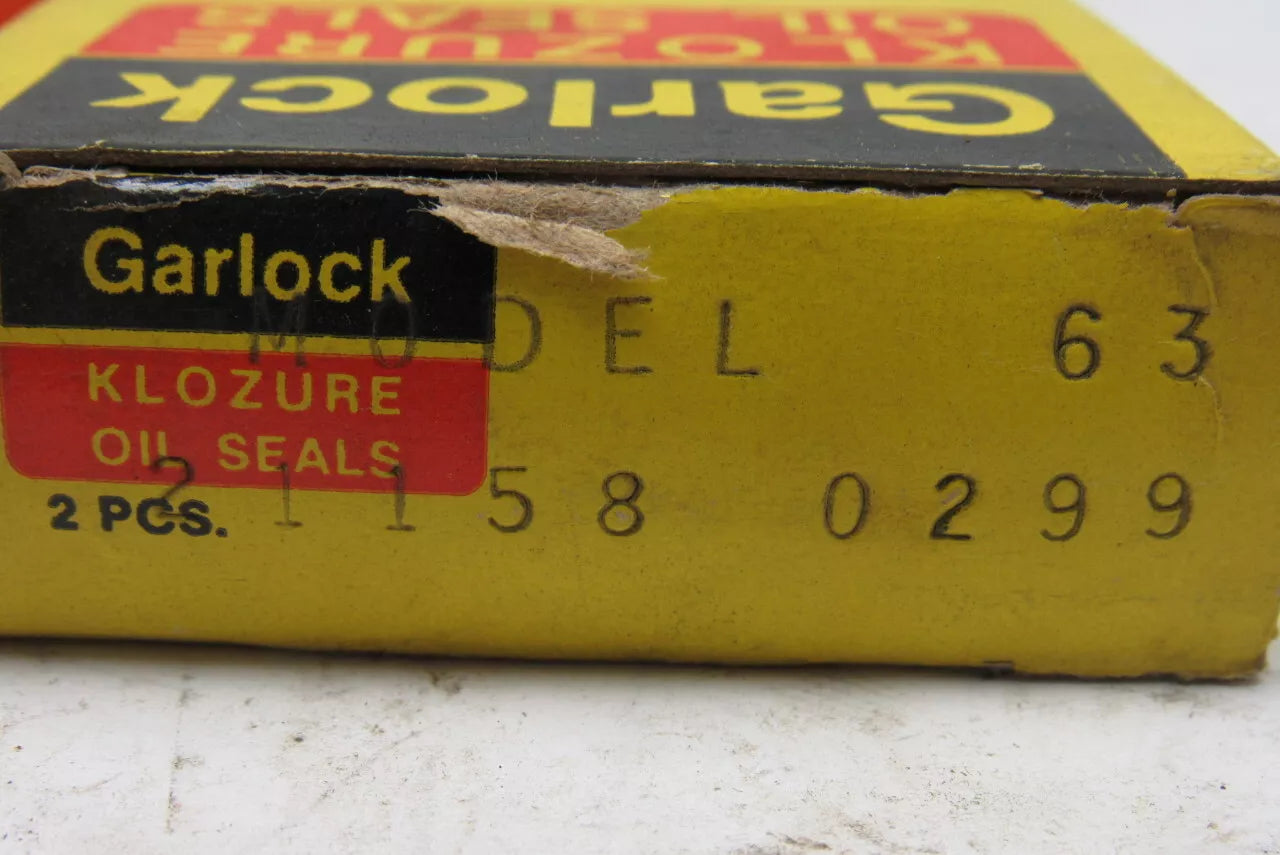 KLOZURE
OIL SEALS
Garlock
Garlock
MODEL 63
KLOZURE
OIL SEALS
21158 0299
2 PCS.